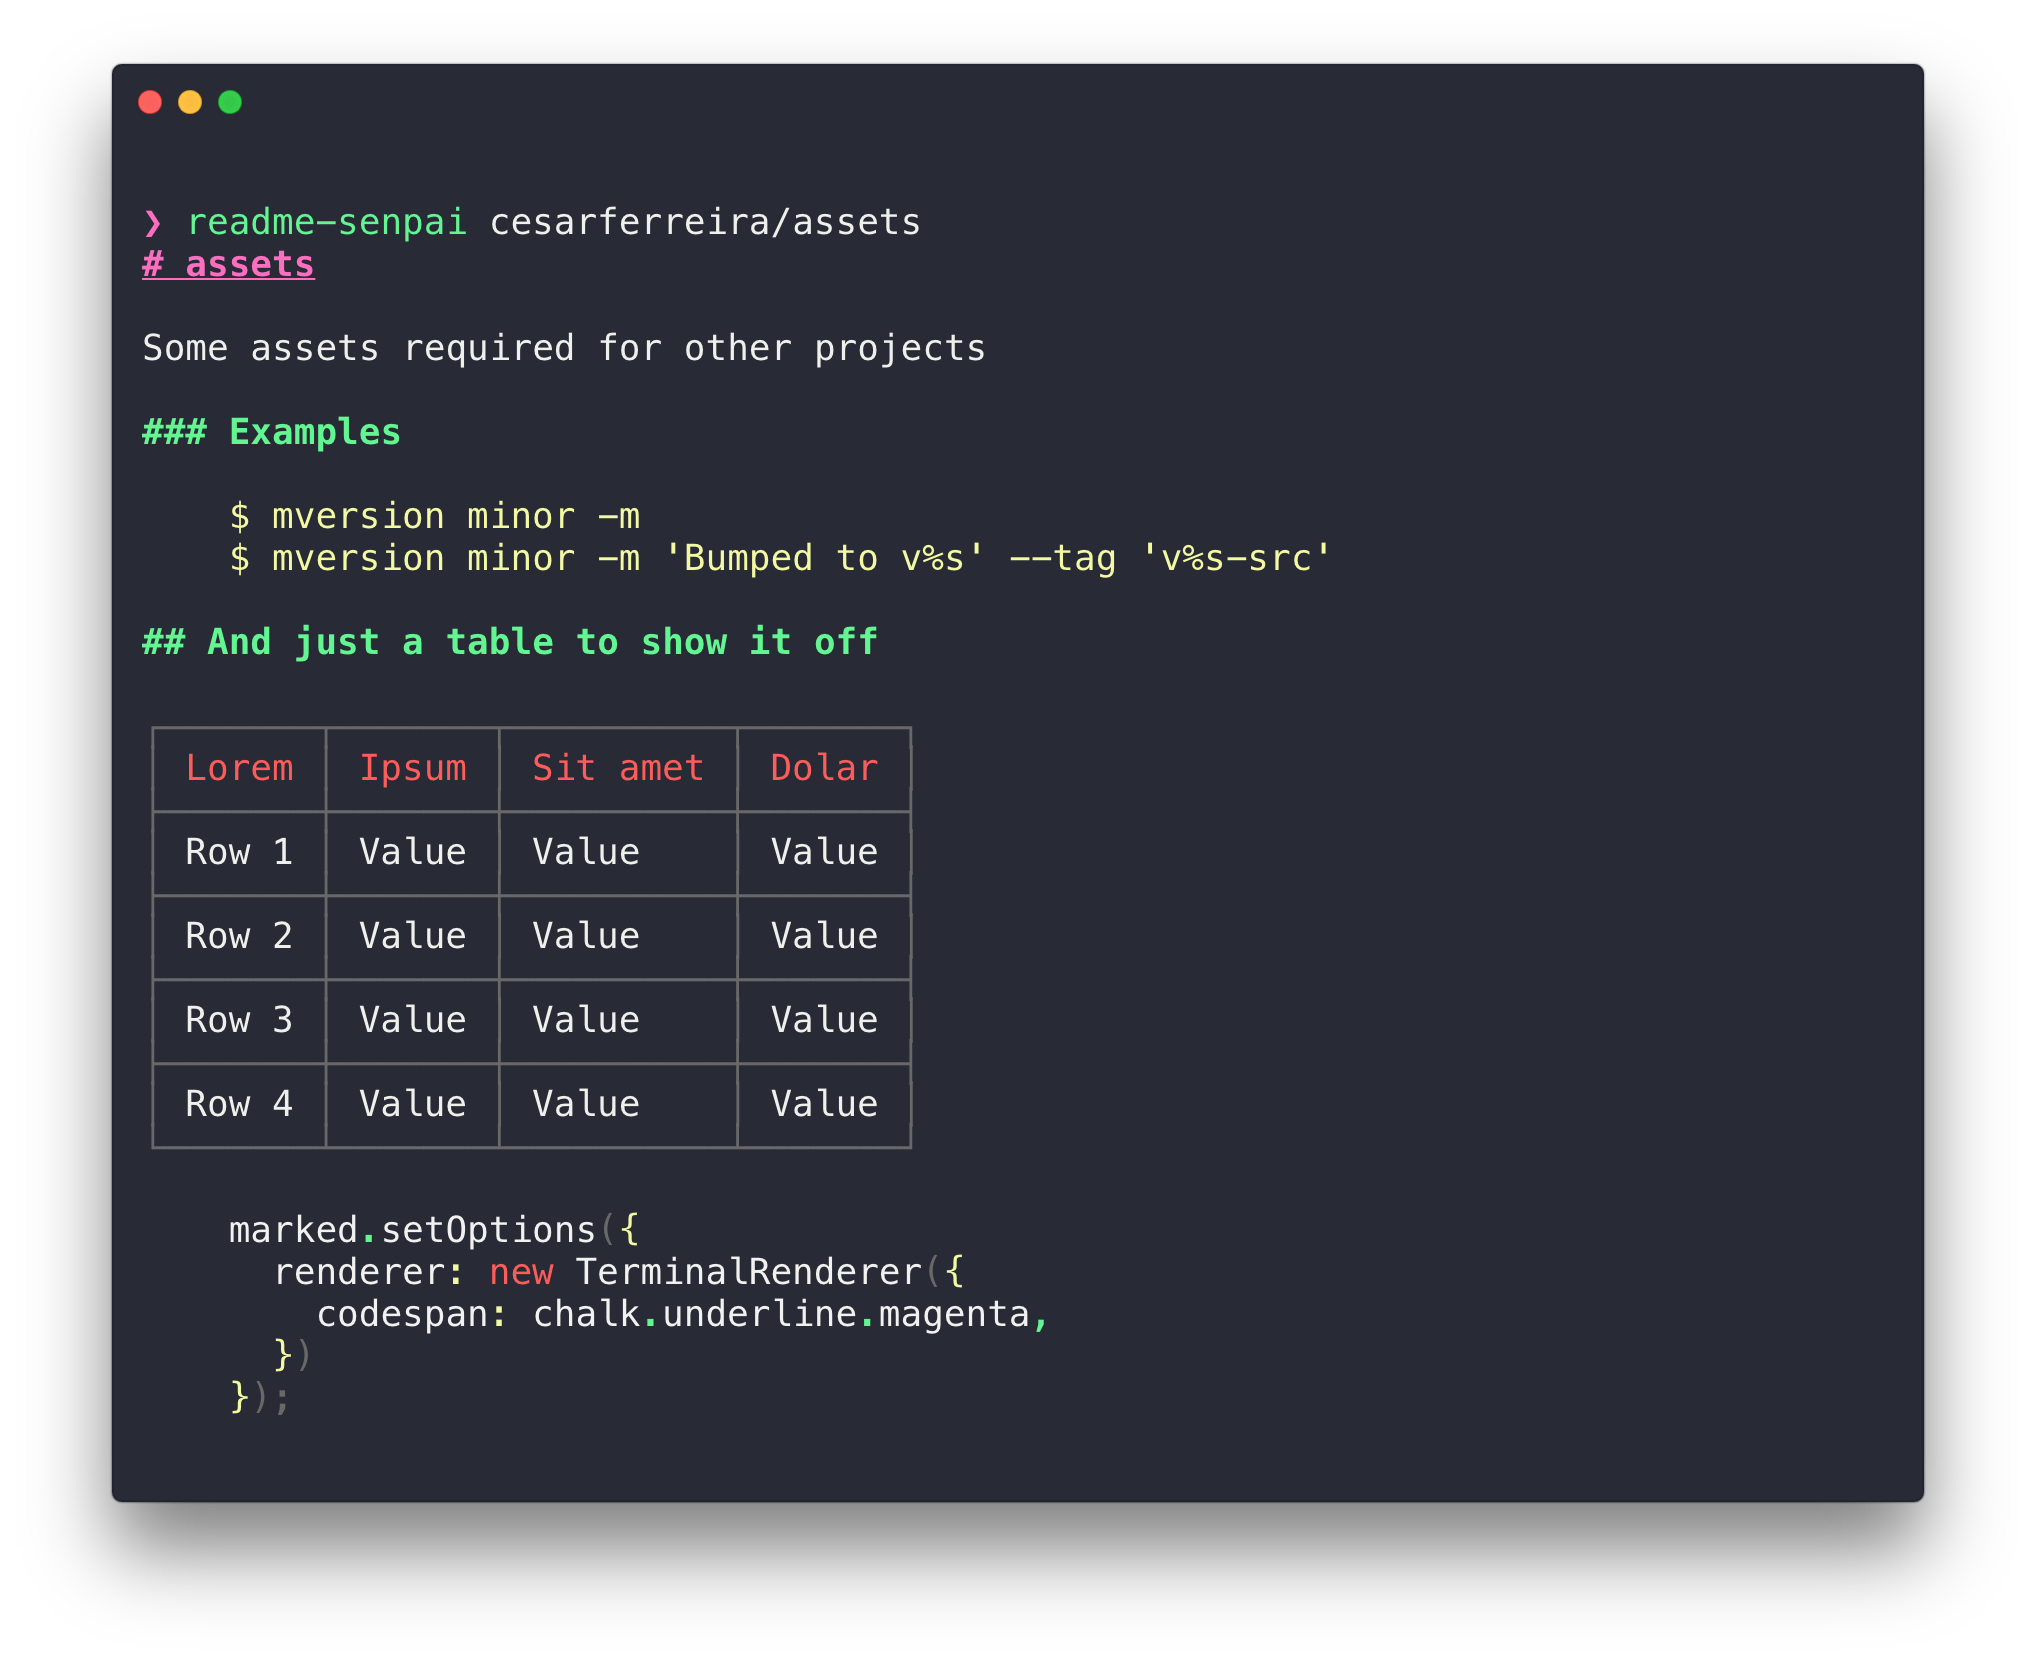 ❯ readme-senpai cesarferreira/assets
# assets
Some assets required for other projects
### Examples
$ mversion minor -m
$ mversion minor -m 'Bumped to v%s' --tag 'v%s-src'
## And just a table to show it off
Lorem Ipsum Sit amet Dolar
Row 1 Value Value Value
Row 2 Value Value Value
Row 3 Value Value Value
Row 4 Value Value Value
marked.setOptions({
renderer: new TerminalRenderer({
codespan: chalk.underline.magenta,
})
});